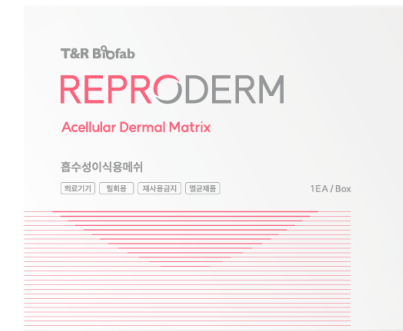 T&R Biofab
REPRODERM
Acellular Dermal Matrix
흡수성이식용메쉬
의료기기 일회용 재사용금지 멸균제품 1EA / Box